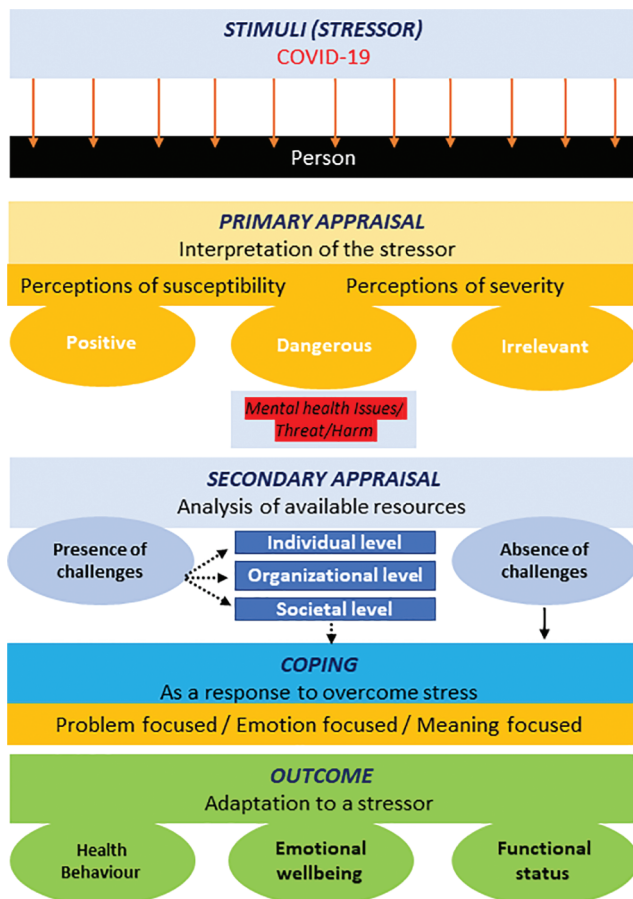 STIMULI (STRESSOR)
COVID-19
Person
PRIMARY APPRAISAL
Interpretation of the stressor
Perceptions of susceptibility Perceptions of severity
Positive
Dangerous
Irrelevant
Mental health Issues/
Threat/Harm
SECONDARY APPRAISAL
Analysis of available resources
Presence of
challenges
Individual level
Organizational level
Societal level
Absence of
challenges
COPING
As a response to overcome stress
Problem focused / Emotion focused / Meaning focused
OUTCOME
Adaptation to a stressor
Health
Behaviour
Emotional
wellbeing
Functional
status